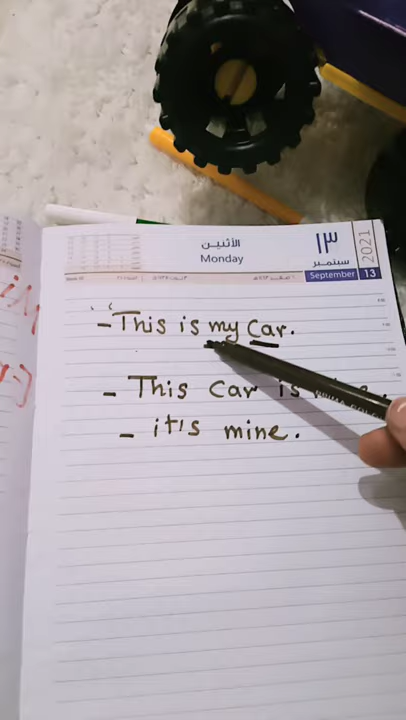 الأثنين
Monday
١٣
سبتمبر
September 13
2021
- This is my Car.
- This Car is
- it's mine.